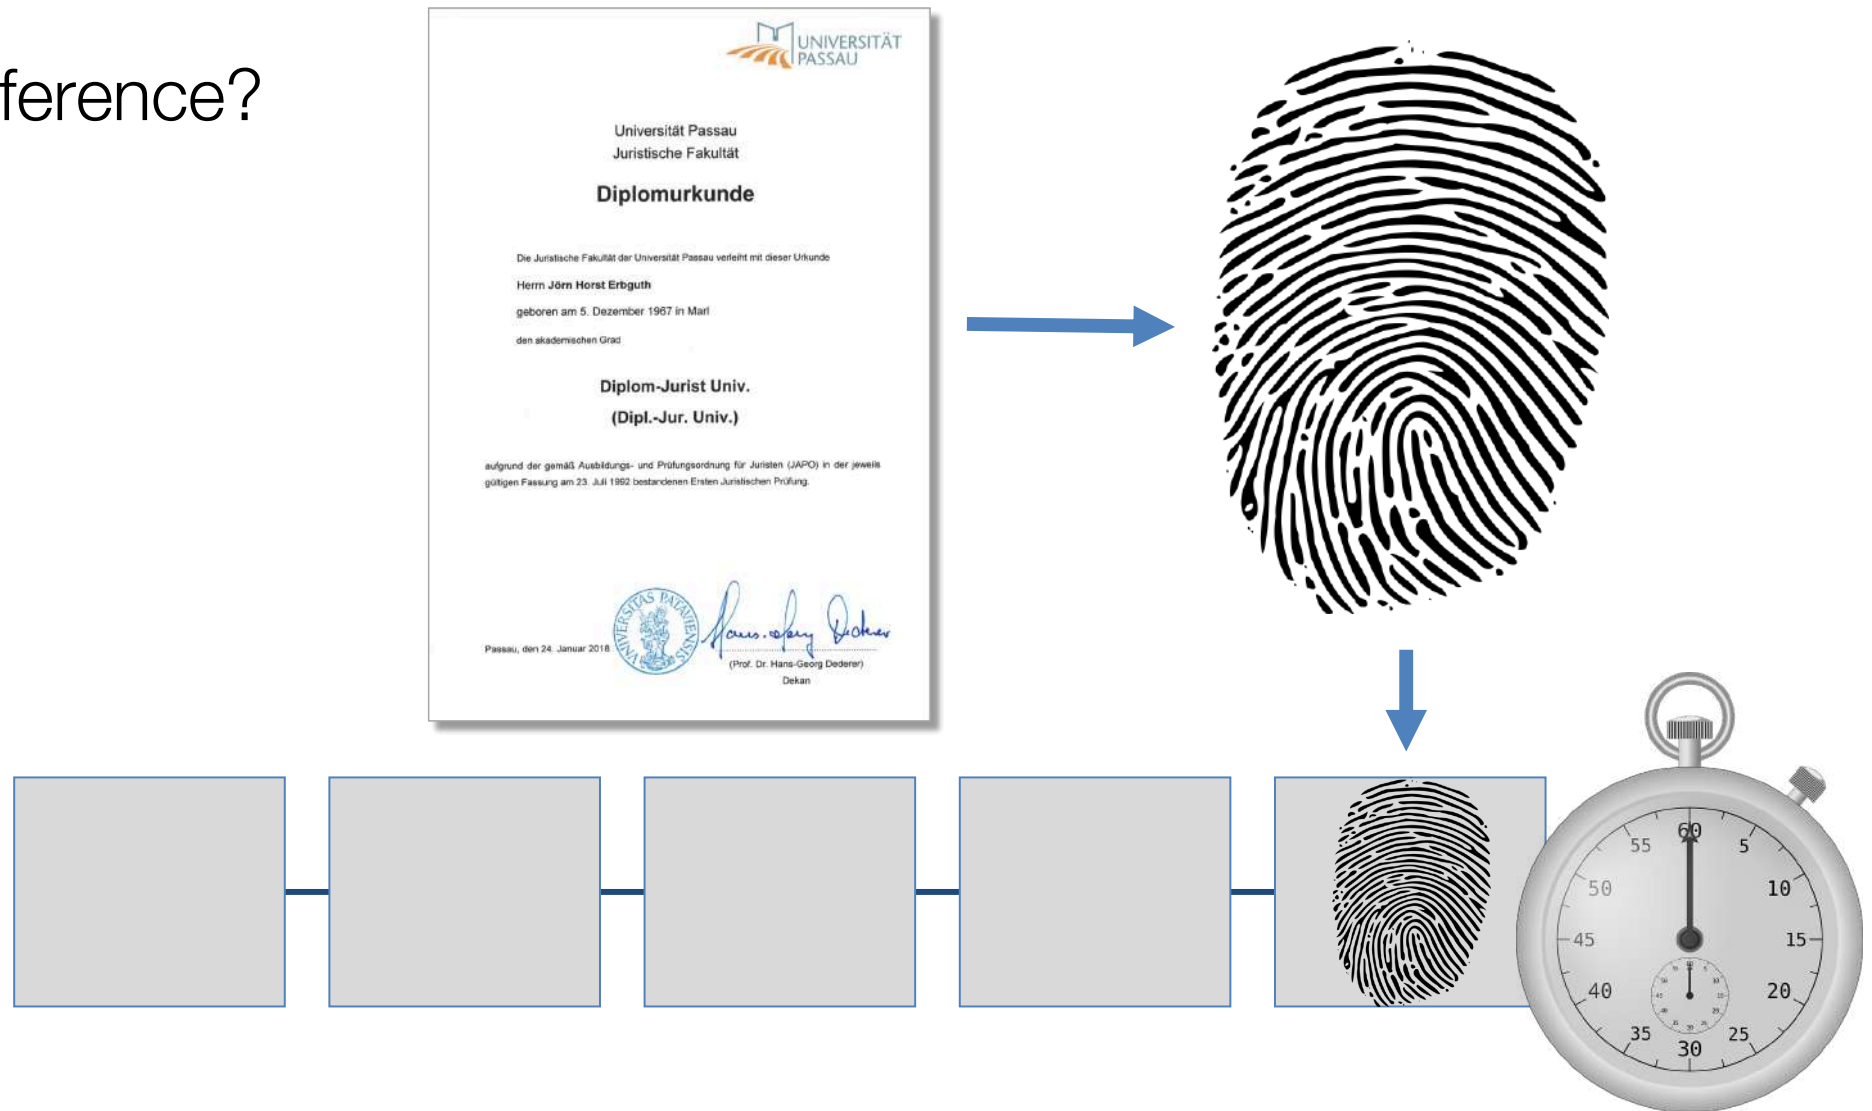 ference?
UNIVERSITÄT
PASSAU
Universität Passau
Juristische Fakultät
Diplomurkunde
Die Juristische Fakultät der Universität Passau verleiht mit dieser Urkunde
Herrn Jörn Horst Erbguth
geboren am 5. Dezember 1967 in Marl
den akademischen Grad
Diplom-Jurist Univ.
(Dipl.-Jur. Univ.)
aufgrund der gemäß Ausbildungs- und Prüfungsordnung für Juristen (JAPO) in der jeweils
gültigen Fassung am 23. Juli 1992 bestandenen Ersten Juristischen Prüfung.
UNIVERSITAS PATAVIENSIS
Passau, den 24. Januar 2018
(Prof. Dr. Hans-Georg Dederer)
Dekan
60
55 5
50 10
45 15
40 20
35 25
30